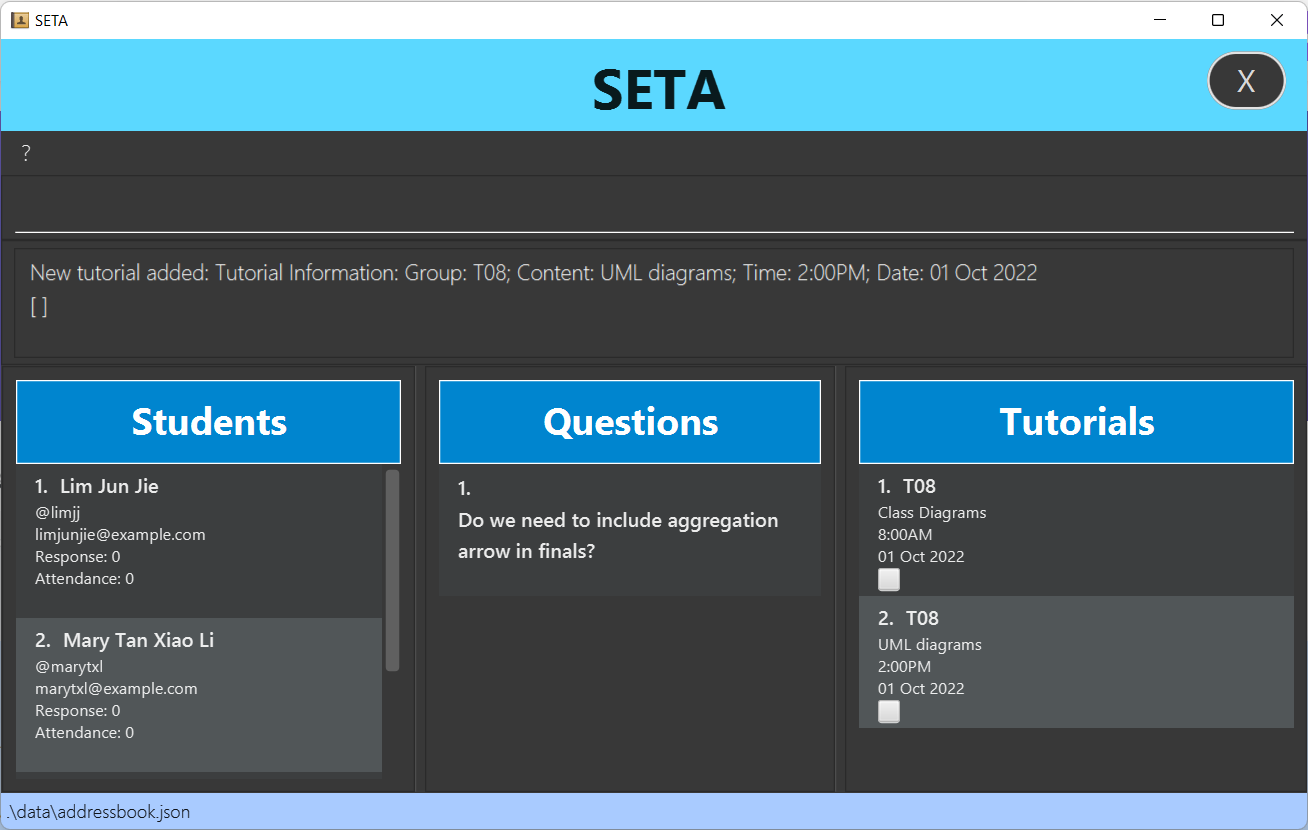 SETA
SETA
X
?
New tutorial added: Tutorial Information: Group: T08; Content: UML diagrams; Time: 2:00PM; Date: 01 Oct 2022
[ ]
Students
1. Lim Jun Jie
@limjj
limjunjie@example.com
Response: 0
Attendance: 0
2. Mary Tan Xiao Li
@marytxl
marytxl@example.com
Response: 0
Attendance: 0
Questions
1.
Do we need to include aggregation
arrow in finals?
Tutorials
1. T08
Class Diagrams
8:00AM
01 Oct 2022
2. T08
UML diagrams
2:00PM
01 Oct 2022
.\data\addressbook.json